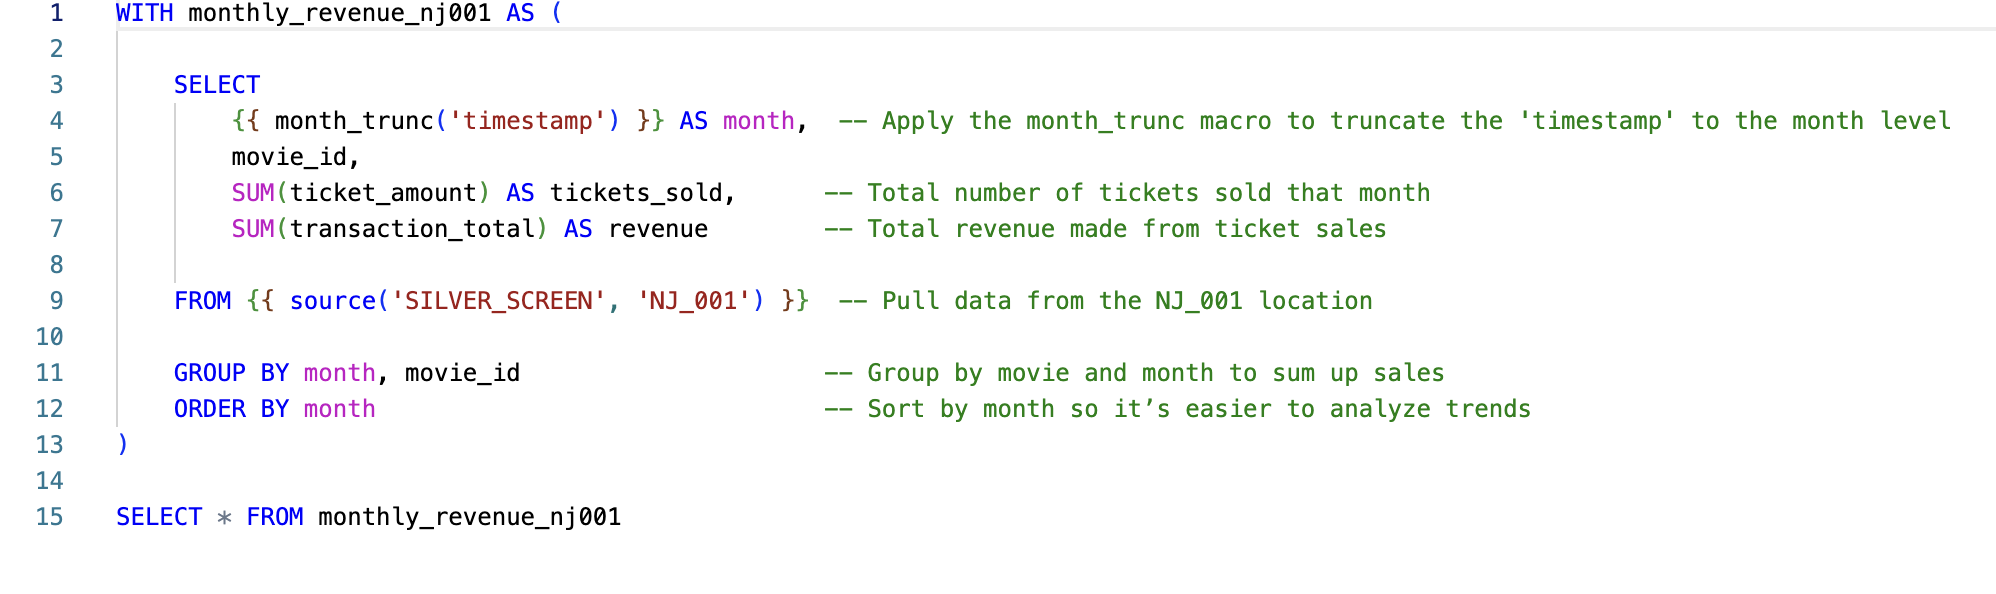 1 WITH monthly_revenue_nj001 AS (
2
3 SELECT
4 {{ month_trunc('timestamp') }} AS month, -- Apply the month_trunc macro to truncate the 'timestamp' to the month level
5 movie_id,
6 SUM(ticket_amount) AS tickets_sold, -- Total number of tickets sold that month
7 SUM(transaction_total) AS revenue -- Total revenue made from ticket sales
8
9 FROM {{ source('SILVER_SCREEN', 'NJ_001') }} -- Pull data from the NJ_001 location
10
11 GROUP BY month, movie_id -- Group by movie and month to sum up sales
12 ORDER BY month -- Sort by month so it’s easier to analyze trends
13 )
14
15 SELECT * FROM monthly_revenue_nj001